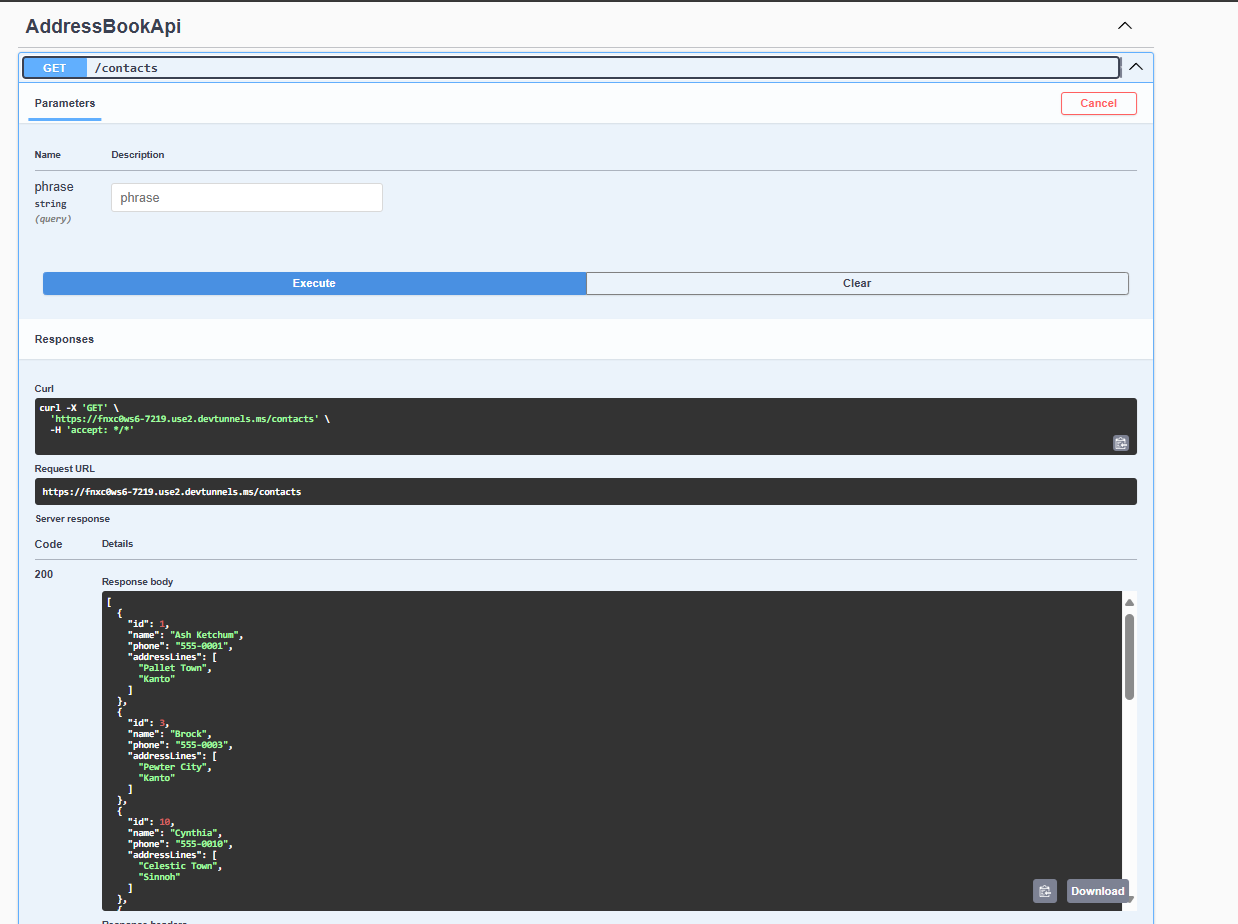 AddressBookApi
GET /contacts
Parameters
Cancel
Name Description
phrase
string
(query)
phrase
Execute
Clear
Responses
Curl
curl -X 'GET' \
  'https://fnxc0ws6-7219.use2.devtunnels.ms/contacts' \
  -H 'accept: */*'
Request URL
https://fnxc0ws6-7219.use2.devtunnels.ms/contacts
Server response
Code Details
200
Response body
[
  {
    "id": 1,
    "name": "Ash Ketchum",
    "phone": "555-0001",
    "addressLines": [
      "Pallet Town",
      "Kanto"
    ]
  },
  {
    "id": 3,
    "name": "Brock",
    "phone": "555-0003",
    "addressLines": [
      "Pewter City",
      "Kanto"
    ]
  },
  {
    "id": 10,
    "name": "Cynthia",
    "phone": "555-0010",
    "addressLines": [
      "Celestic Town",
      "Sinnoh"
    ]
  },
  {
Download
Response headers